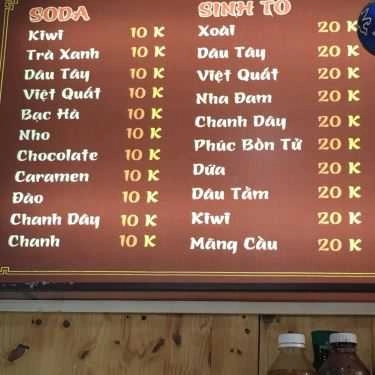 SODA
Kiwi 10 K
Trà Xanh 10 K
Dâu Tây 10 K
Việt Quất 10 K
Bạc Hà 10 K
Nho 10 K
Chocolate 10 K
Caramen 10 K
Đào 10 K
Chanh Dây 10 K
Chanh 10 K
SINH TO
Xoài 20 K
Dâu Tây 20 K
Việt Quất 20 K
Nha Đam 20 K
Chanh Dây 20 K
Phúc Bồn Tử 20 K
Dứa 20 K
Dâu Tằm 20 K
Kiwi 20 K
Mãng Cầu 20 K